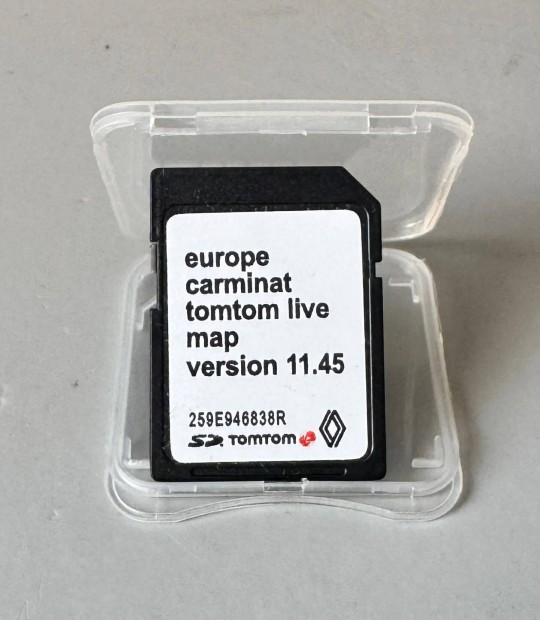 europe
carminat
tomtom live
map
version 11.45
259E946838R
SD TOMTOM